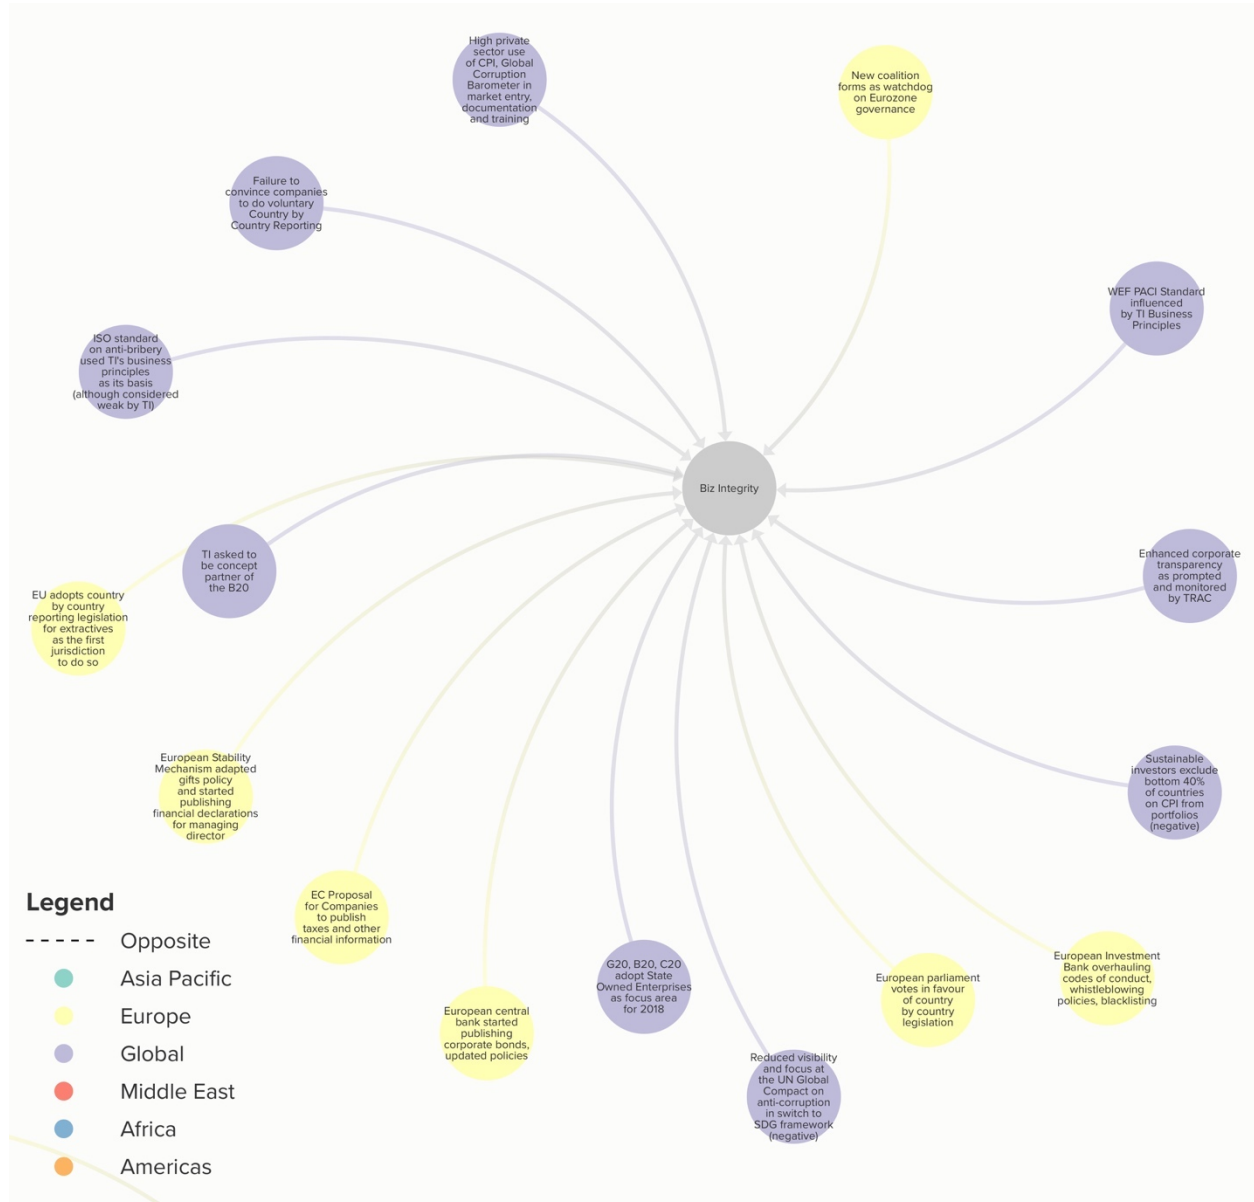 High private
sector use
of CPI, Global
Corruption
Barometer in
market entry,
documentation
and training
New coalition
forms as watchdog
on Eurozone
governance
Failure to
convince companies
to do voluntary
Country by
Country Reporting
WEF PACI Standard
influenced
by TI Business
Principles
ISO standard
on anti-bribery
used TI's business
principles
as its basis
(although considered
weak by TI)
Biz Integrity
TI asked to
be concept
partner of
the B20
Enhanced corporate
transparency
as prompted
and monitored
by TRAC
EU adopts country
by country
reporting legislation
for extractives
as the first
jurisdiction
to do so
European Stability
Mechanism adapted
gifts policy
and started
publishing
financial declarations
for managing
director
Sustainable
investors exclude
bottom 40%
of countries
on CPI from
portfolios
(negative)
EC Proposal
for Companies
to publish
taxes and other
financial information
G20, B20, C20
adopt State
Owned Enterprises
as focus area
for 2018
European parliament
votes in favour
of country
by country
legislation
European Investment
Bank overhauling
codes of conduct,
whistleblowing
policies, blacklisting
European central
bank started
publishing
corporate bonds,
updated policies
Reduced visibility
and focus at
the UN Global
Compact on
anti-corruption
in switch to
SDG framework
(negative)
Legend
Opposite
Asia Pacific
Europe
Global
Middle East
Africa
Americas